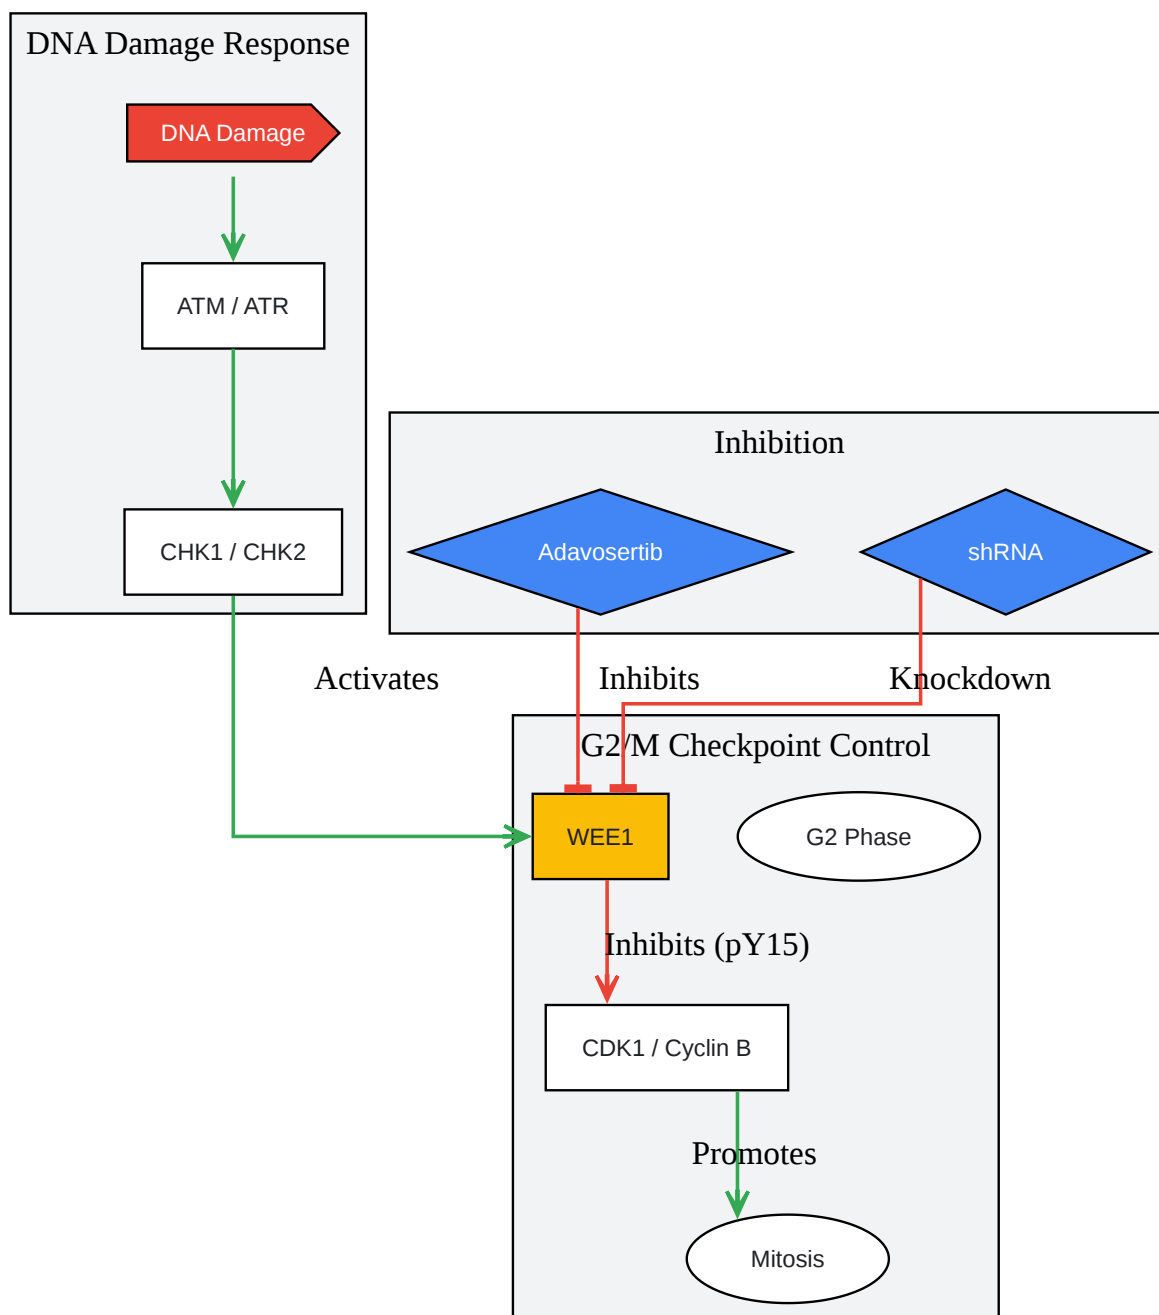 DNA Damage Response
DNA Damage
ATM / ATR
CHK1 / CHK2
Inhibition
Adavosertib
shRNA
Activates
Inhibits
Knockdown
G2/M Checkpoint Control
WEE1
G2 Phase
Inhibits (pY15)
CDK1 / Cyclin B
Promotes
Mitosis